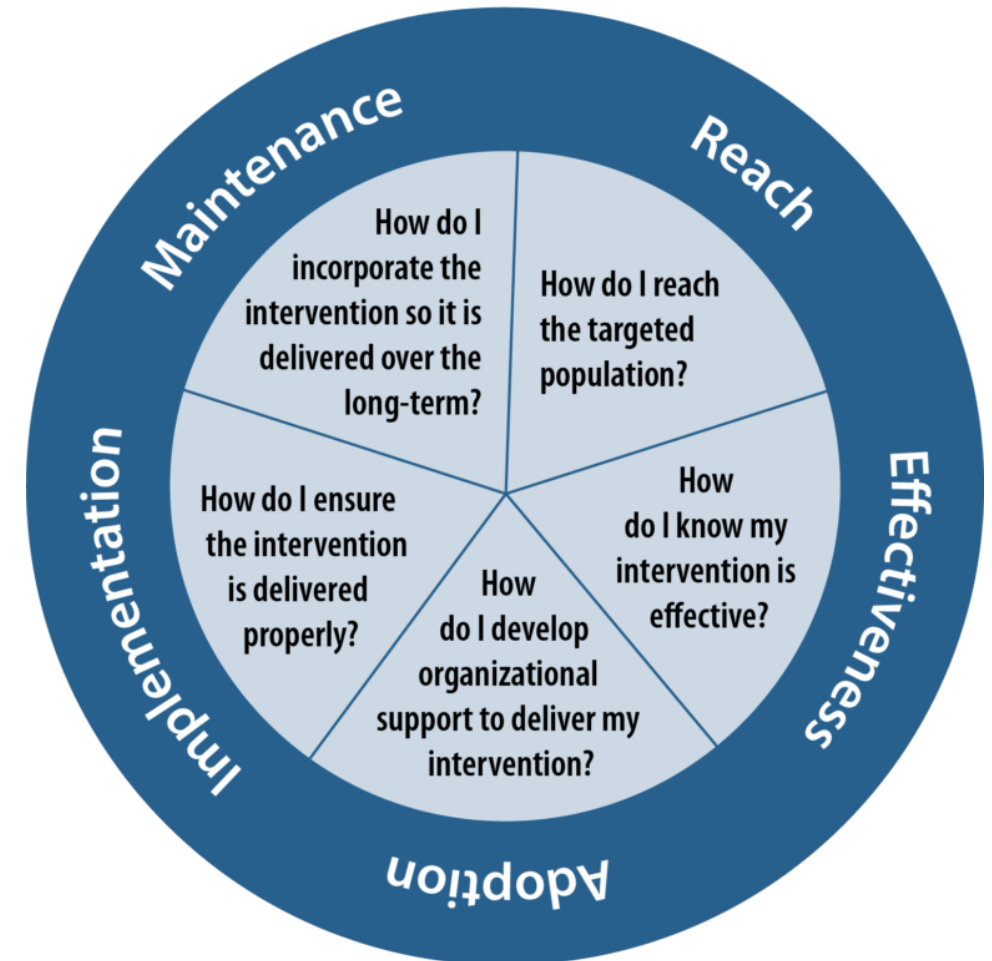 Reach
How do I reach
the targeted
population?
Effectiveness
How
do I know my
intervention is
effective?
Adoption
How
do I develop
organizational
support to deliver my
intervention?
Implementation
How do I ensure
the intervention
is delivered
properly?
Maintenance
How do I
incorporate the
intervention so it is
delivered over the
long-term?